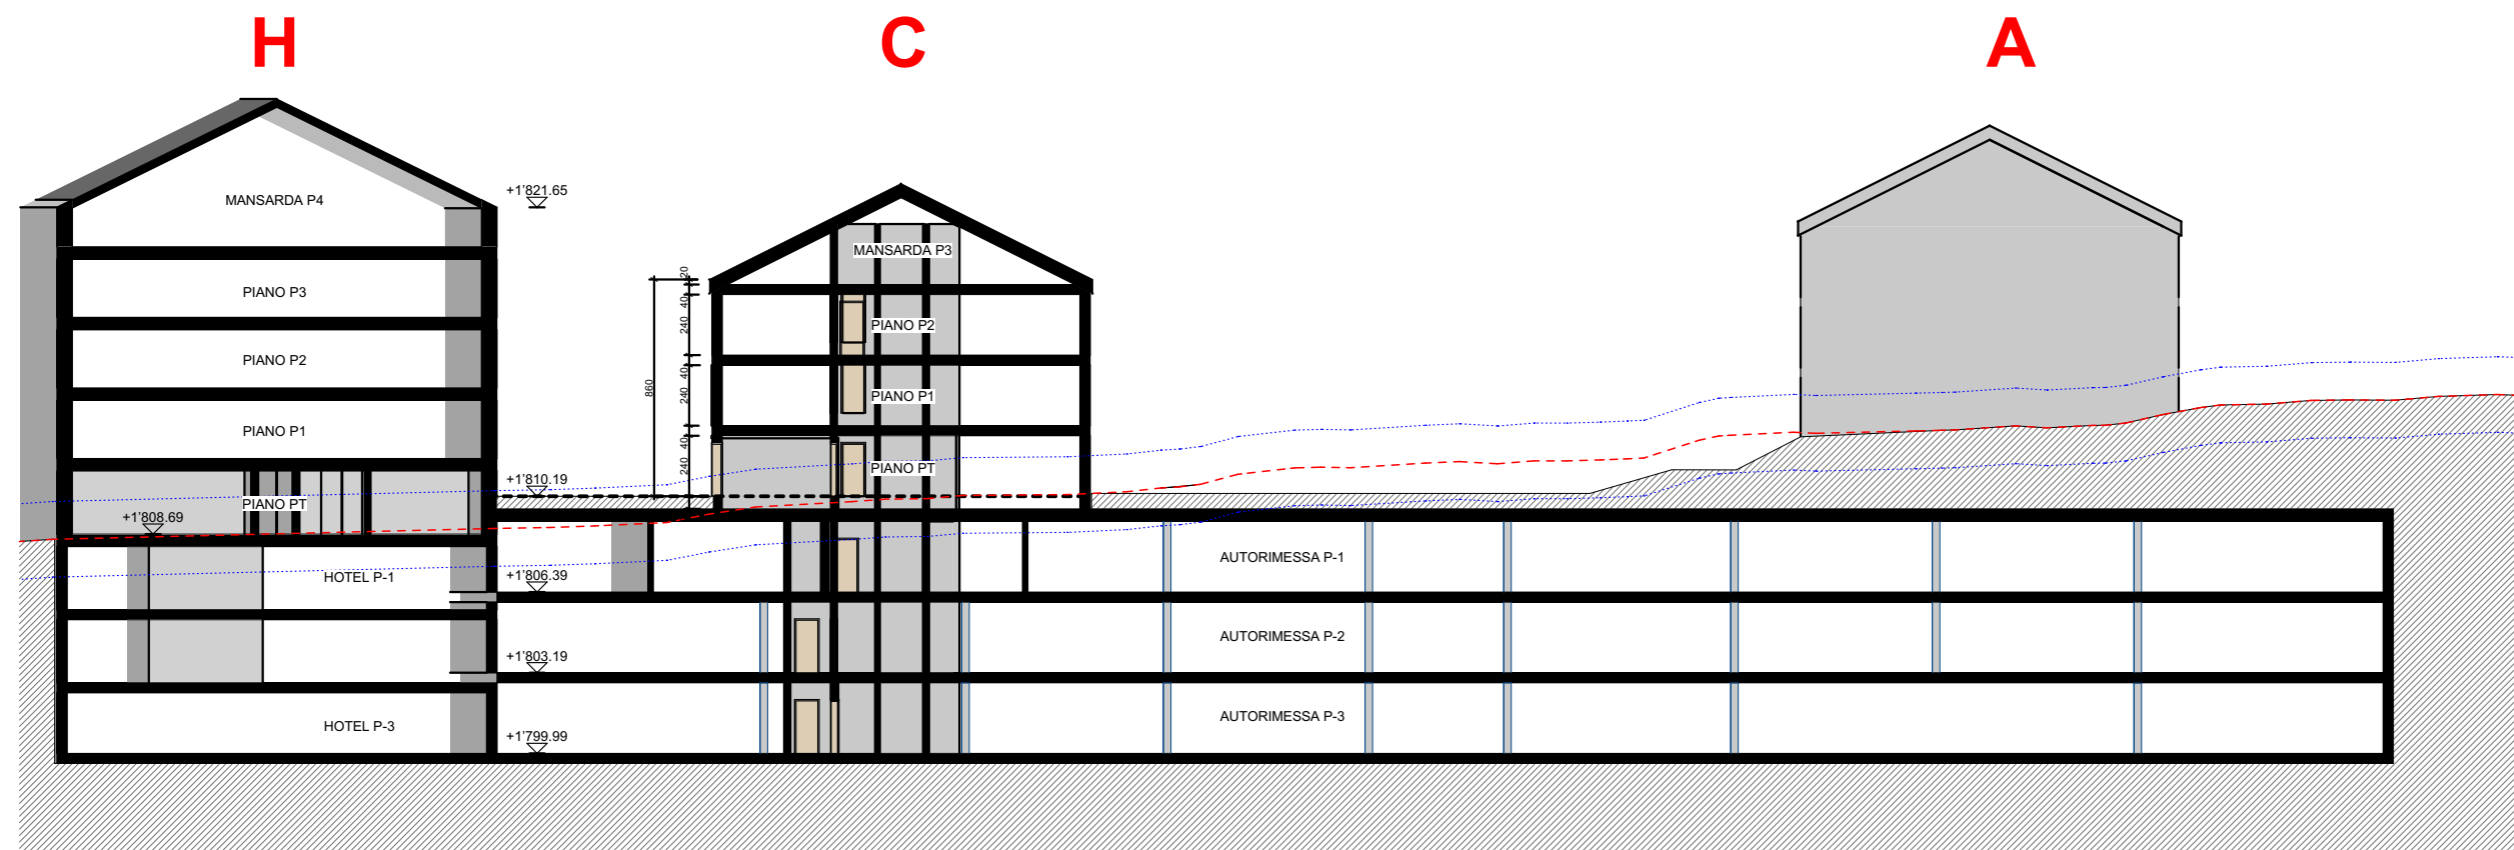 H
C
A
MANSARDA P4
+1'821.65
MANSARDA P3
PIANO P3
20
40
PIANO P2
240
PIANO P2
40
860
240
PIANO P1
PIANO P1
40
240
PIANO PT
+1'810.19
PIANO PT
+1'808.69
HOTEL P-1
+1'806.39
AUTORIMESSA P-1
AUTORIMESSA P-2
+1'803.19
HOTEL P-3
AUTORIMESSA P-3
+1'799.99